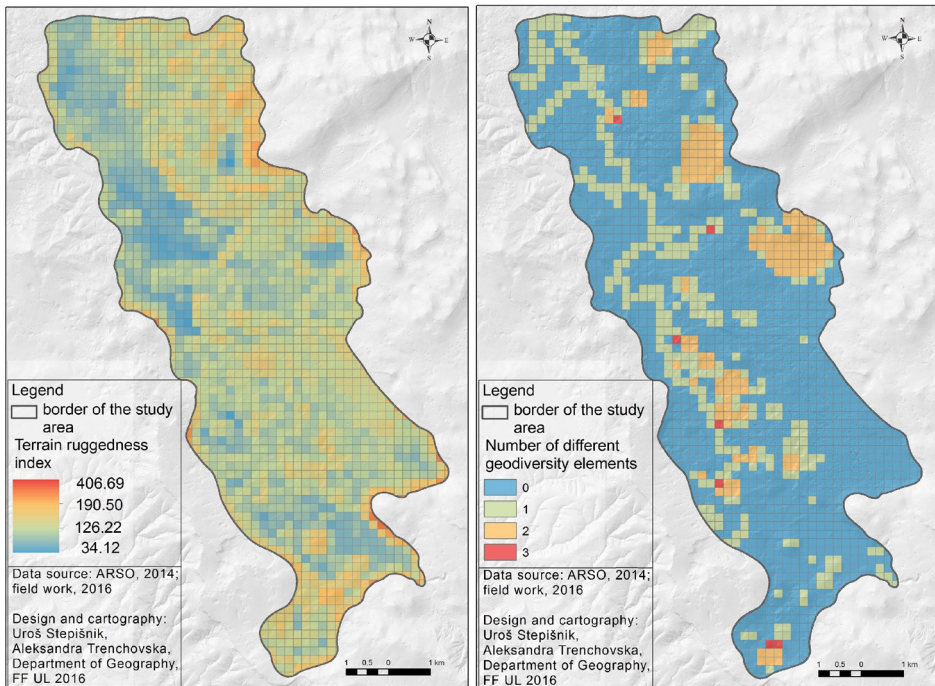 N
W E
S
Legend
border of the study
area
Terrain ruggedness
index
406.69
190.50
126.22
34.12
Data source: ARSO, 2014;
field work, 2016
Design and cartography:
Uroš Stepišnik,
Aleksandra Trenchovska,
Department of Geography,
FF UL 2016
1 0.5 0 1 km
N
W E
S
Legend
border of the study
area
Number of different
geodiversity elements
0
1
2
3
Data source: ARSO, 2014;
field work, 2016
Design and cartography:
Uroš Stepišnik,
Aleksandra Trenchovska,
Department of Geography,
FF UL 2016
1 0.5 0 1 km